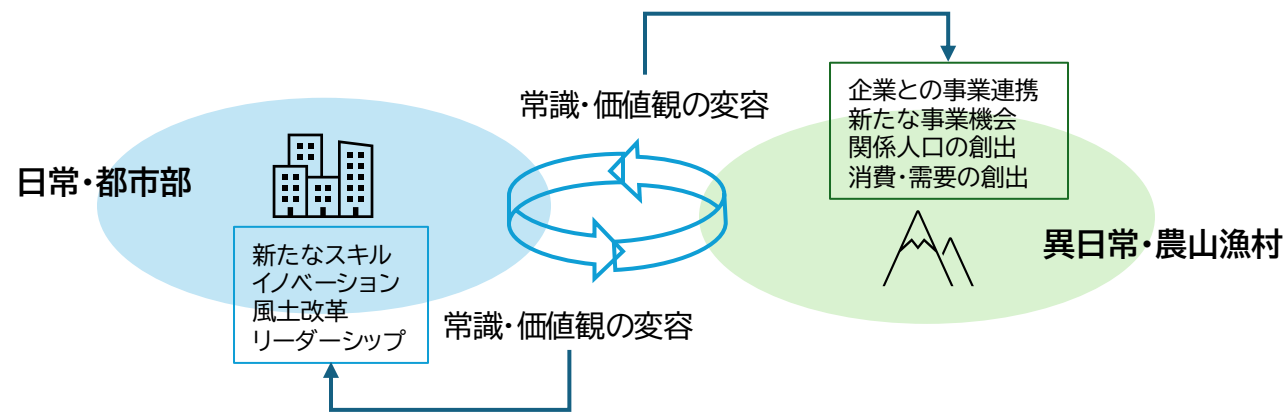 常識・価値観の変容
企業との事業連携
新たな事業機会
関係人口の創出
消費・需要の創出
日常・都市部
異日常・農山漁村
新たなスキル
イノベーション
風土改革
リーダーシップ
常識・価値観の変容